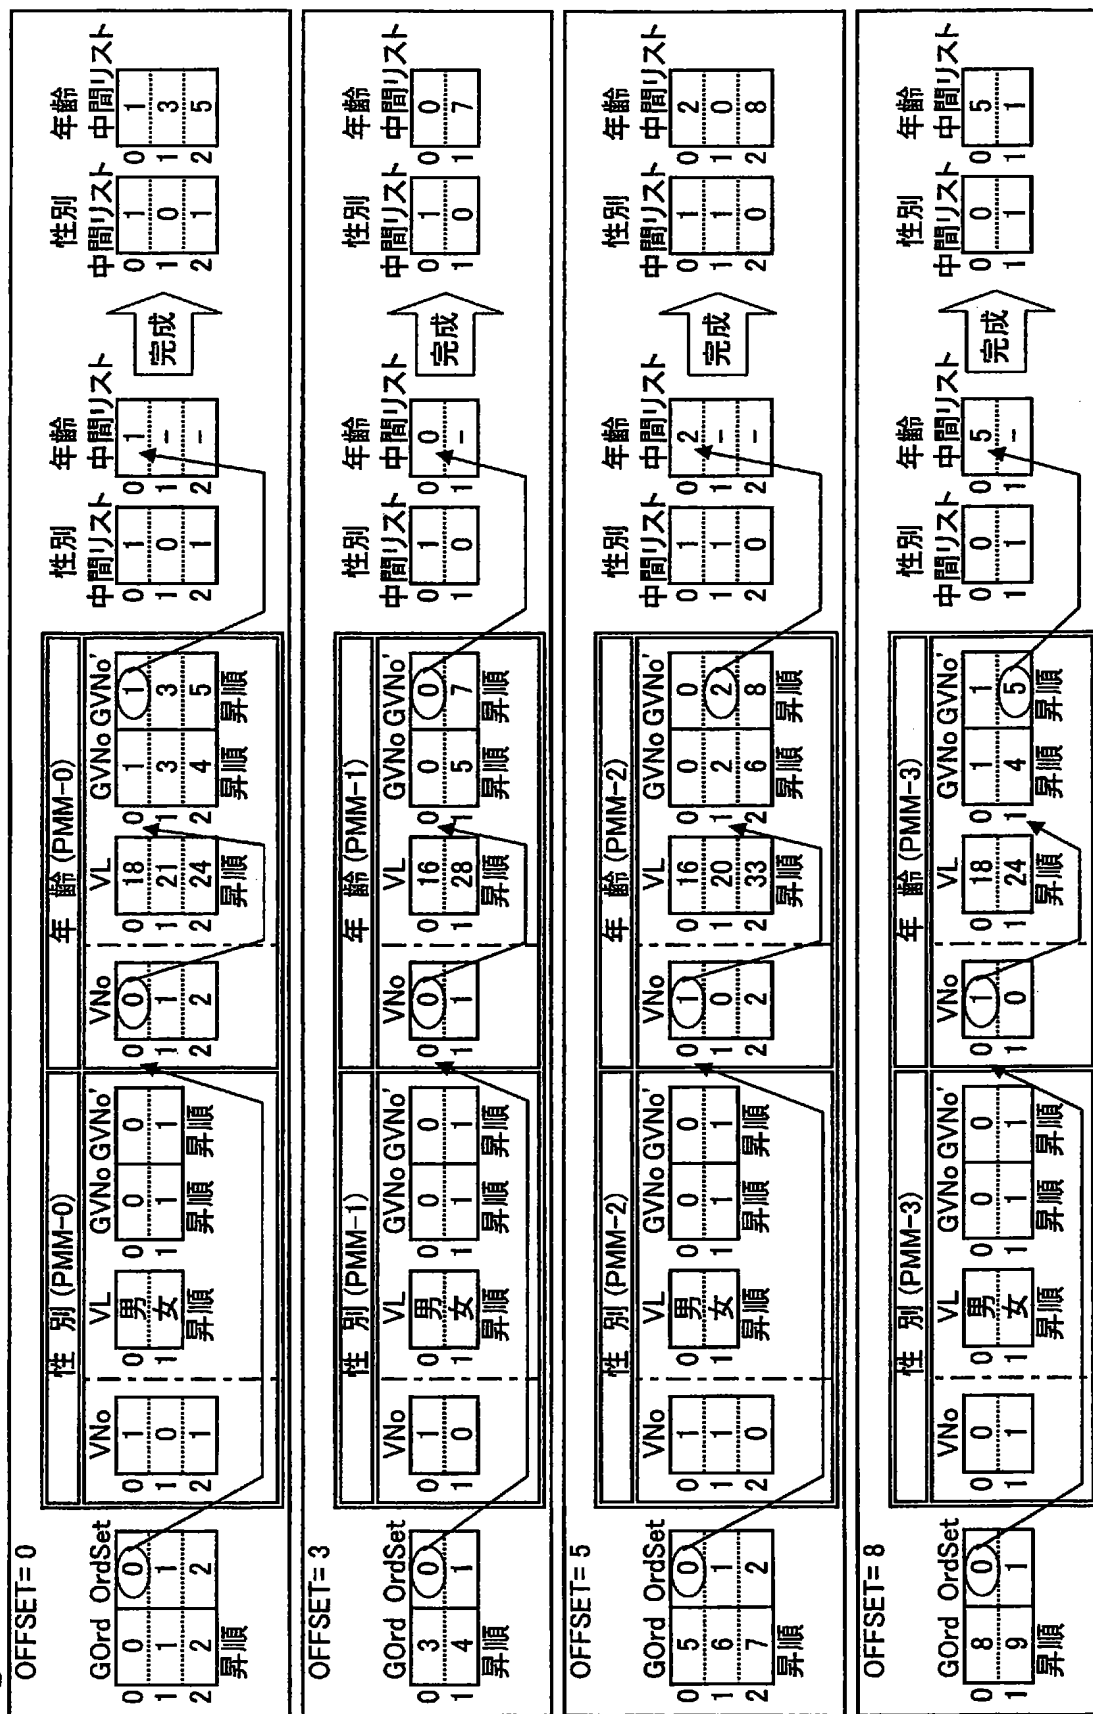 OFFSET= 0
性 別 (PMM-0) 年 齢 (PMM-0)
性別 年齢 性別 年齢
GOrd OrdSet VNo VL GVNo GVNo' VNo VL GVNo GVNo' 中間リスト 中間リスト 中間リスト 中間リスト
0 0 0 0 1 0 男 0 0 0 0 0 0 18 0 1 1 0 1 0 1 0 1 0 1
1 1 1 1 0 1 女 1 1 1 1 1 1 21 1 3 3 1 0 1 - 完成 1 0 1 3
2 2 2 2 1 昇順 昇順 昇順 2 2 2 24 2 4 5 2 1 2 - 2 1 2 5
昇順 昇順 昇順 昇順
OFFSET= 3
性 別 (PMM-1) 年 齢 (PMM-1)
性別 年齢 性別 年齢
GOrd OrdSet VNo VL GVNo GVNo' VNo VL GVNo GVNo' 中間リスト 中間リスト 中間リスト 中間リスト
0 3 0 0 1 0 男 0 0 0 0 0 0 16 0 0 0 0 1 0 0 0 1 0 0
1 4 1 1 0 1 女 1 1 1 1 1 1 28 1 5 7 1 0 1 - 完成 1 0 1 7
昇順 昇順 昇順 昇順 昇順 昇順 昇順
OFFSET= 5
性 別 (PMM-2) 年 齢 (PMM-2)
性別 年齢 性別 年齢
GOrd OrdSet VNo VL GVNo GVNo' VNo VL GVNo GVNo' 中間リスト 中間リスト 中間リスト 中間リスト
0 5 0 0 1 0 男 0 0 0 0 1 0 16 0 0 0 0 1 0 2 0 1 0 2
1 6 1 1 1 1 女 1 1 1 1 0 1 20 1 2 2 1 1 1 - 完成 1 1 1 0
2 7 2 2 0 昇順 昇順 昇順 2 2 2 33 2 6 8 2 0 2 - 2 0 2 8
昇順 昇順 昇順 昇順
OFFSET= 8
性 別 (PMM-3) 年 齢 (PMM-3)
性別 年齢 性別 年齢
GOrd OrdSet VNo VL GVNo GVNo' VNo VL GVNo GVNo' 中間リスト 中間リスト 中間リスト 中間リスト
0 8 0 0 0 0 男 0 0 0 0 1 0 18 0 1 1 0 0 0 5 0 0 0 5
1 9 1 1 1 1 女 1 1 1 1 0 1 24 1 4 5 1 1 1 - 完成 1 1 1 1
昇順 昇順 昇順 昇順 昇順 昇順 昇順